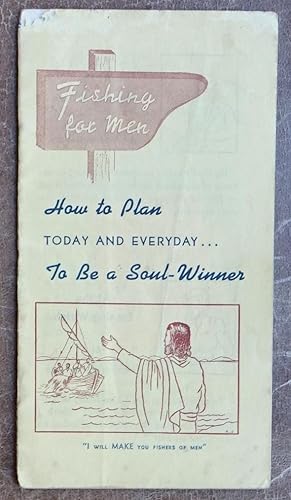 Fishing
for Men
How to Plan
TODAY AND EVERYDAY...
To Be a Soul-Winner
"I WILL MAKE YOU FISHERS OF MEN"